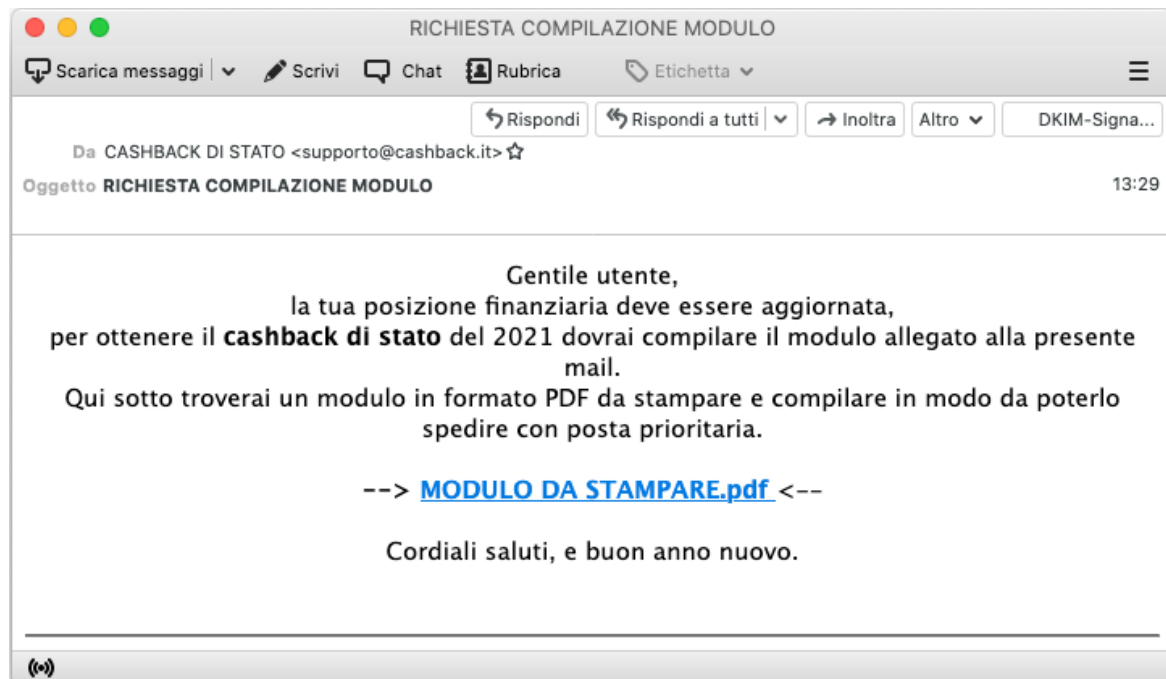 RICHIESTA COMPILAZIONE MODULO
Scarica messaggi Scrivi Chat Rubrica Etichetta
Rispondi Rispondi a tutti Inoltra Altro DKIM-Signa...
Da CASHBACK DI STATO <supporto@cashback.it>
Oggetto RICHIESTA COMPILAZIONE MODULO 13:29
Gentile utente,
la tua posizione finanziaria deve essere aggiornata,
per ottenere il cashback di stato del 2021 dovrai compilare il modulo allegato alla presente
mail.
Qui sotto troverai un modulo in formato PDF da stampare e compilare in modo da poterlo
spedire con posta prioritaria.
--> MODULO DA STAMPARE.pdf <--
Cordiali saluti, e buon anno nuovo.